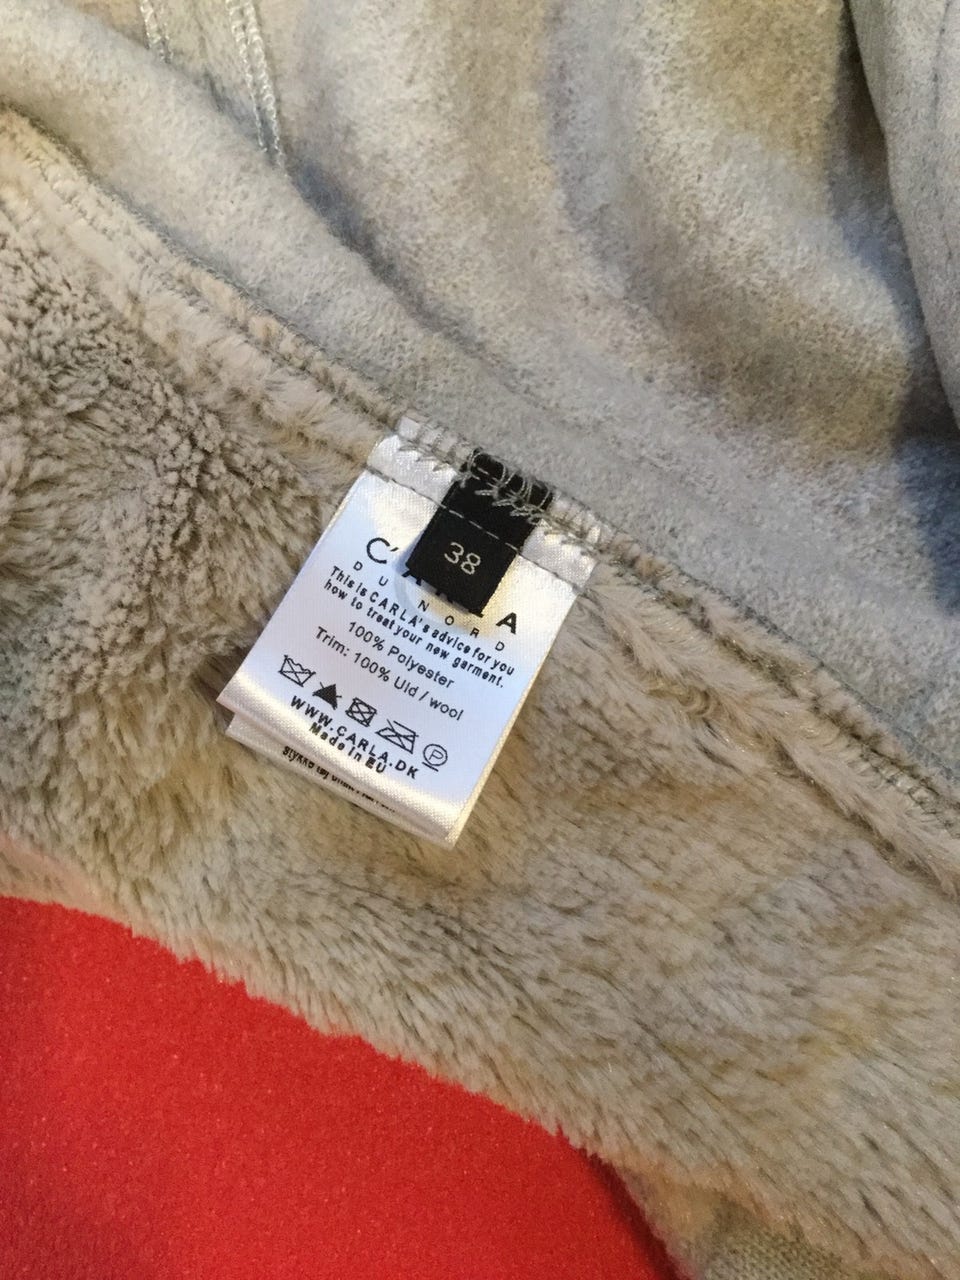 38
C'A LA
DU NORD
This is CARLA's advice for you
how to treat your new garment.
100% Polyester
Trim: 100% Uld / wool
P
WWW.CARLA.DK
Made in EU